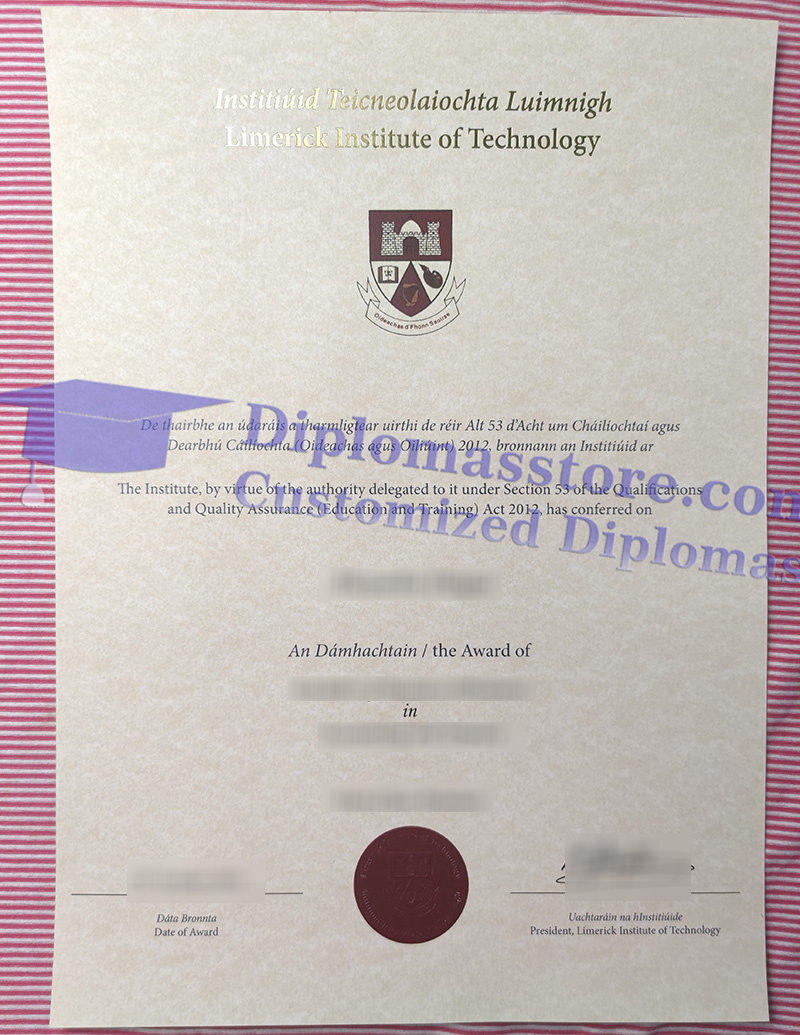 Institiúid Teicneolaiochta Luimnigh
Limerick Institute of Technology
Oideachas d'Fhonn Saoirse
De thairbhe an údaráis a tharmligtear uirthi de réir Alt 53 d'Acht um Cháilíochtaí agus
Dearbhú Cáilíochta (Oideachas agus Oiliúint) 2012, bronnann an Institiúid ar
Diplomasstore.com
The Institute, by virtue of the authority delegated to it under Section 53 of the Qualifications
and Quality Assurance (Education and Training) Act 2012, has conferred on
Customized Diplomas
An Dámhachtain / the Award of
in
Dáta Bronnta
Date of Award
Uachtaráin na hInstitiúide
President, Limerick Institute of Technology